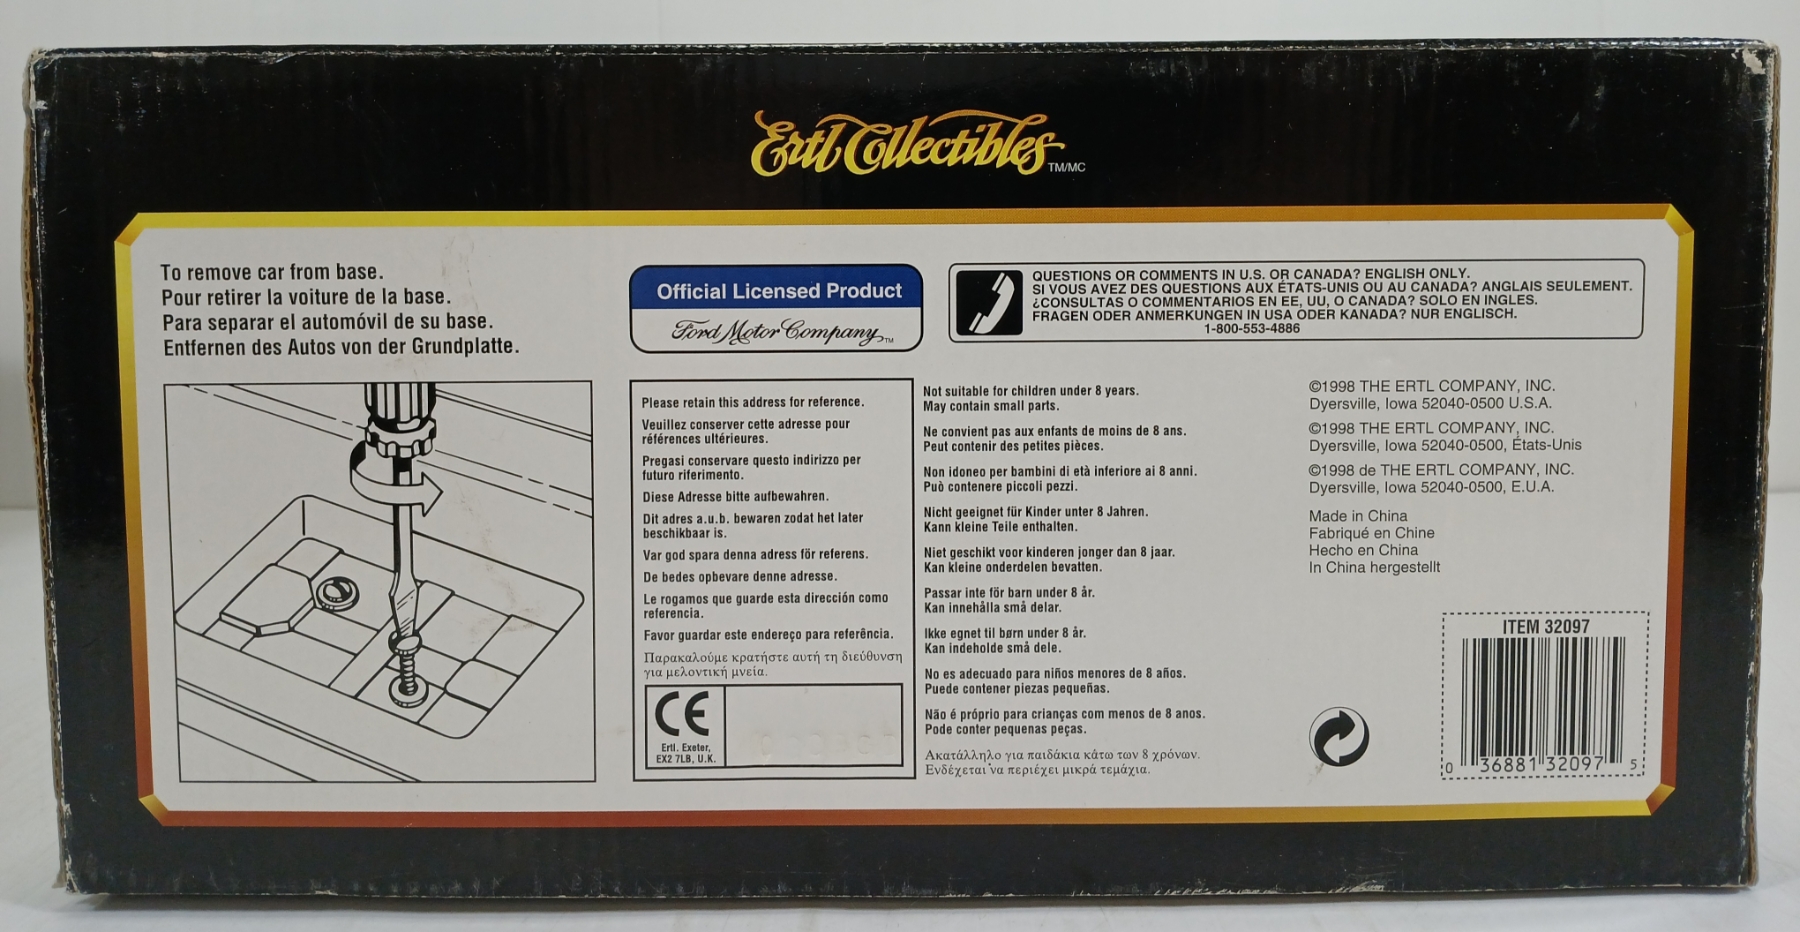 Ertl Collectibles TM/MC
To remove car from base.
Pour retirer la voiture de la base.
Para separar el automóvil de su base.
Entfernen des Autos von der Grundplatte.
Official Licensed Product
Ford Motor Company TM
QUESTIONS OR COMMENTS IN U.S. OR CANADA? ENGLISH ONLY.
SI VOUS AVEZ DES QUESTIONS AUX ÉTATS-UNIS OU AU CANADA? ANGLAIS SEULEMENT.
¿CONSULTAS O COMMENTARIOS EN EE, UU, O CANADA? SOLO EN INGLES.
FRAGEN ODER ANMERKUNGEN IN USA ODER KANADA? NUR ENGLISCH.
1-800-553-4886
Please retain this address for reference.
Veuillez conserver cette adresse pour
références ultérieures.
Pregasi conservare questo indirizzo per
futuro riferimento.
Diese Adresse bitte aufbewahren.
Dit adres a.u.b. bewaren zodat het later
beschikbaar is.
Var god spara denna adress för referens.
De bedes opbevare denne adresse.
Le rogamos que guarde esta dirección como
referencia.
Favor guardar este endereço para referência.
Παρακαλούμε κρατήστε αυτή τη διεύθυνση
για μελοντική μνεία.
CE
Ertl. Exeter,
EX2 7LB, U.K.
Not suitable for children under 8 years.
May contain small parts.
Ne convient pas aux enfants de moins de 8 ans.
Peut contenir des petites pièces.
Non idoneo per bambini di età inferiore ai 8 anni.
Può contenere piccoli pezzi.
Nicht geeignet für Kinder unter 8 Jahren.
Kann kleine Teile enthalten.
Niet geschikt voor kinderen jonger dan 8 jaar.
Kan kleine onderdelen bevatten.
Passar inte för barn under 8 år.
Kan innehålla små delar.
Ikke egnet til børn under 8 år.
Kan indeholde små dele.
No es adecuado para niños menores de 8 años.
Puede contener piezas pequeñas.
Não é próprio para crianças com menos de 8 anos.
Pode conter pequenas peças.
Ακατάλληλο για παιδάκια κάτω των 8 χρόνων.
Ενδέχεται να περιέχει μικρά τεμάχια.
©1998 THE ERTL COMPANY, INC.
Dyersville, Iowa 52040-0500 U.S.A.
©1998 THE ERTL COMPANY, INC.
Dyersville, Iowa 52040-0500, États-Unis
©1998 de THE ERTL COMPANY, INC.
Dyersville, Iowa 52040-0500, E.U.A.
Made in China
Fabriqué en Chine
Hecho en China
In China hergestellt
ITEM 32097
0 36881 32097 5